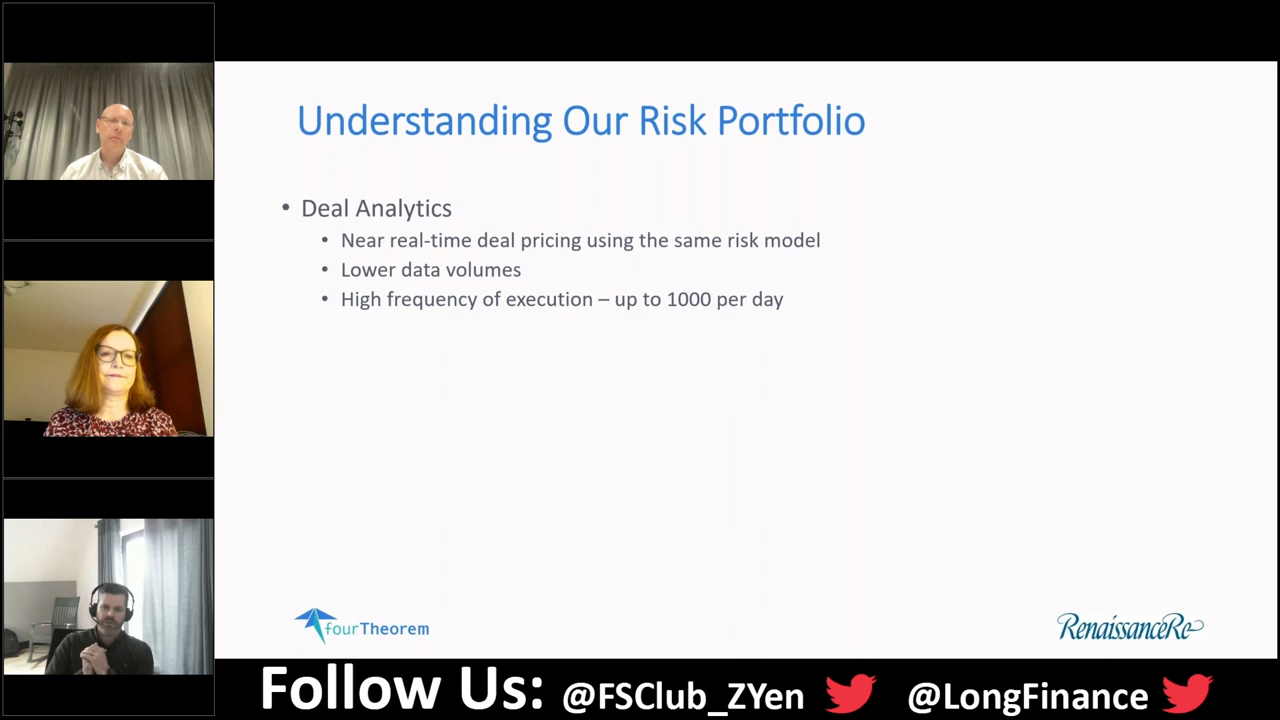 Understanding Our Risk Portfolio
• Deal Analytics
• Near real-time deal pricing using the same risk model
• Lower data volumes
• High frequency of execution – up to 1000 per day
fourTheorem
RenaissanceRe
Follow Us: @FSClub_ZYen @LongFinance